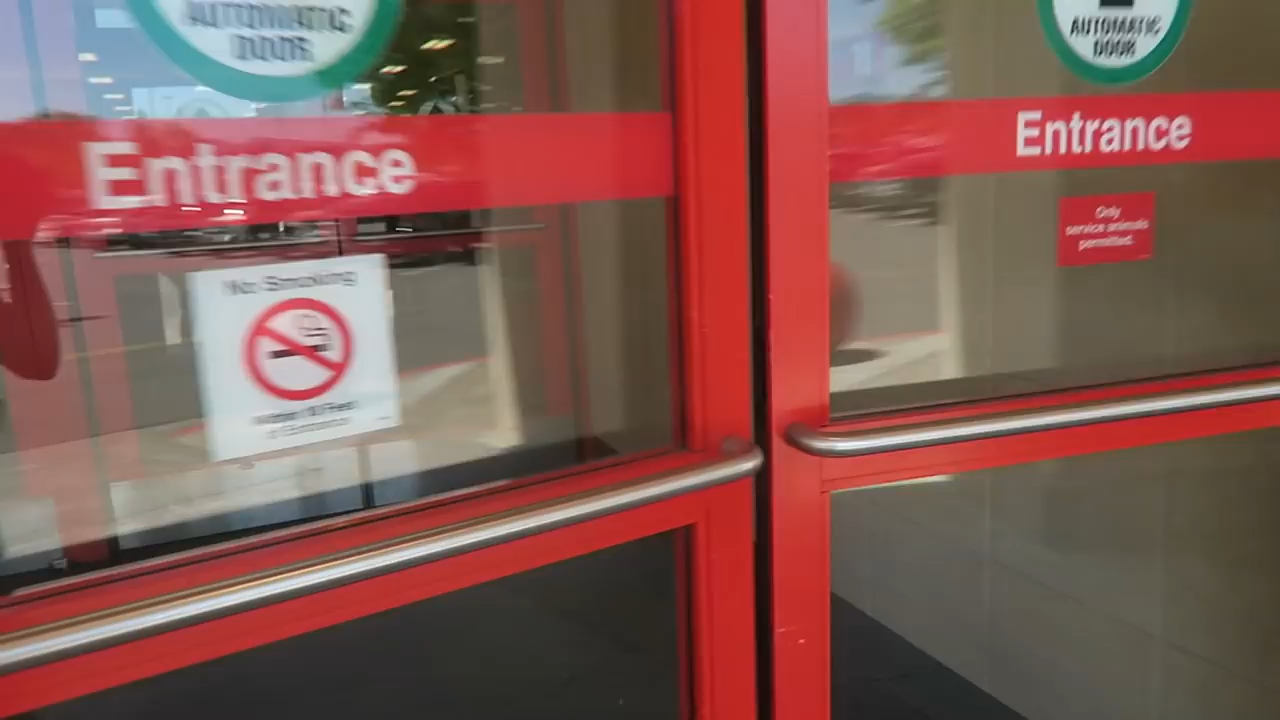 AUTOMATIC
DOOR
Entrance
No Smoking
AUTOMATIC
DOOR
Entrance
Only
service animals
permitted.